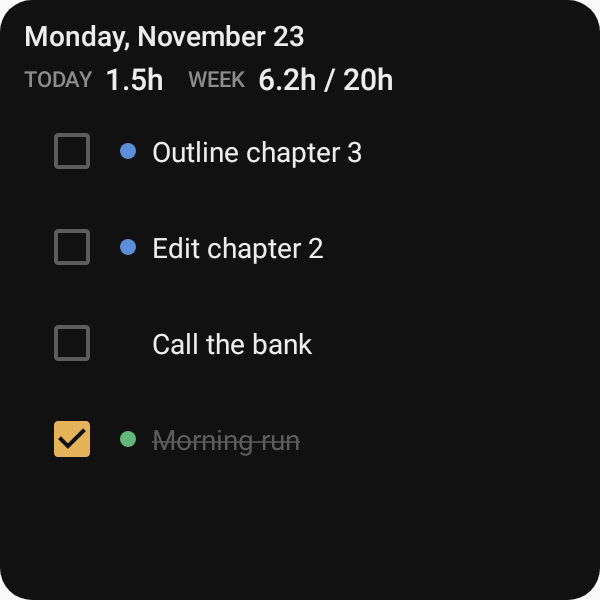 Monday, November 23
TODAY 1.5h WEEK 6.2h / 20h
Outline chapter 3
Edit chapter 2
Call the bank
Morning run